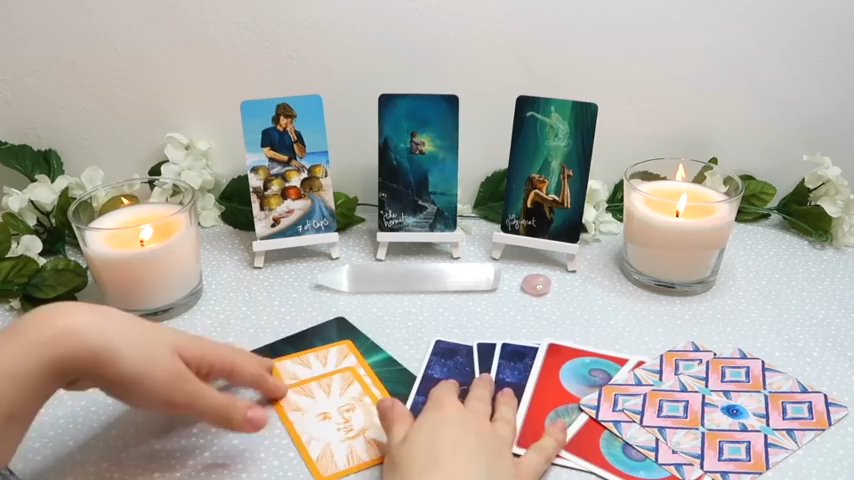 7 of Cups
the
hermit
judgement